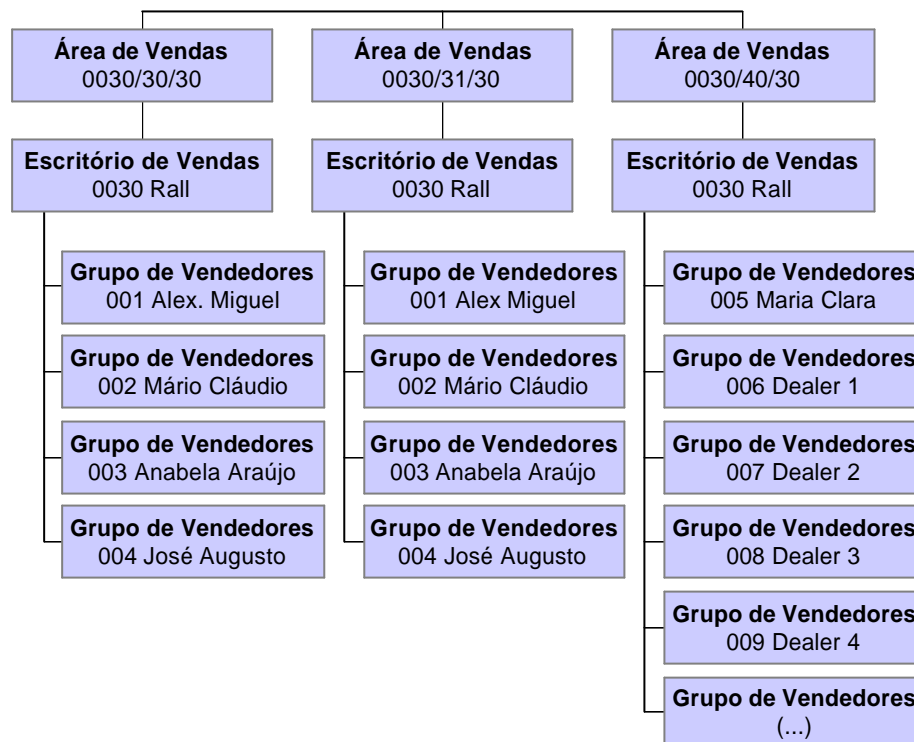 Área de Vendas
0030/30/30
Área de Vendas
0030/31/30
Área de Vendas
0030/40/30
Escritório de Vendas
0030 Rall
Escritório de Vendas
0030 Rall
Escritório de Vendas
0030 Rall
Grupo de Vendedores
001 Alex. Miguel
Grupo de Vendedores
002 Mário Cláudio
Grupo de Vendedores
003 Anabela Araújo
Grupo de Vendedores
004 José Augusto
Grupo de Vendedores
001 Alex Miguel
Grupo de Vendedores
002 Mário Cláudio
Grupo de Vendedores
003 Anabela Araújo
Grupo de Vendedores
004 José Augusto
Grupo de Vendedores
005 Maria Clara
Grupo de Vendedores
006 Dealer 1
Grupo de Vendedores
007 Dealer 2
Grupo de Vendedores
008 Dealer 3
Grupo de Vendedores
009 Dealer 4
Grupo de Vendedores
(...)